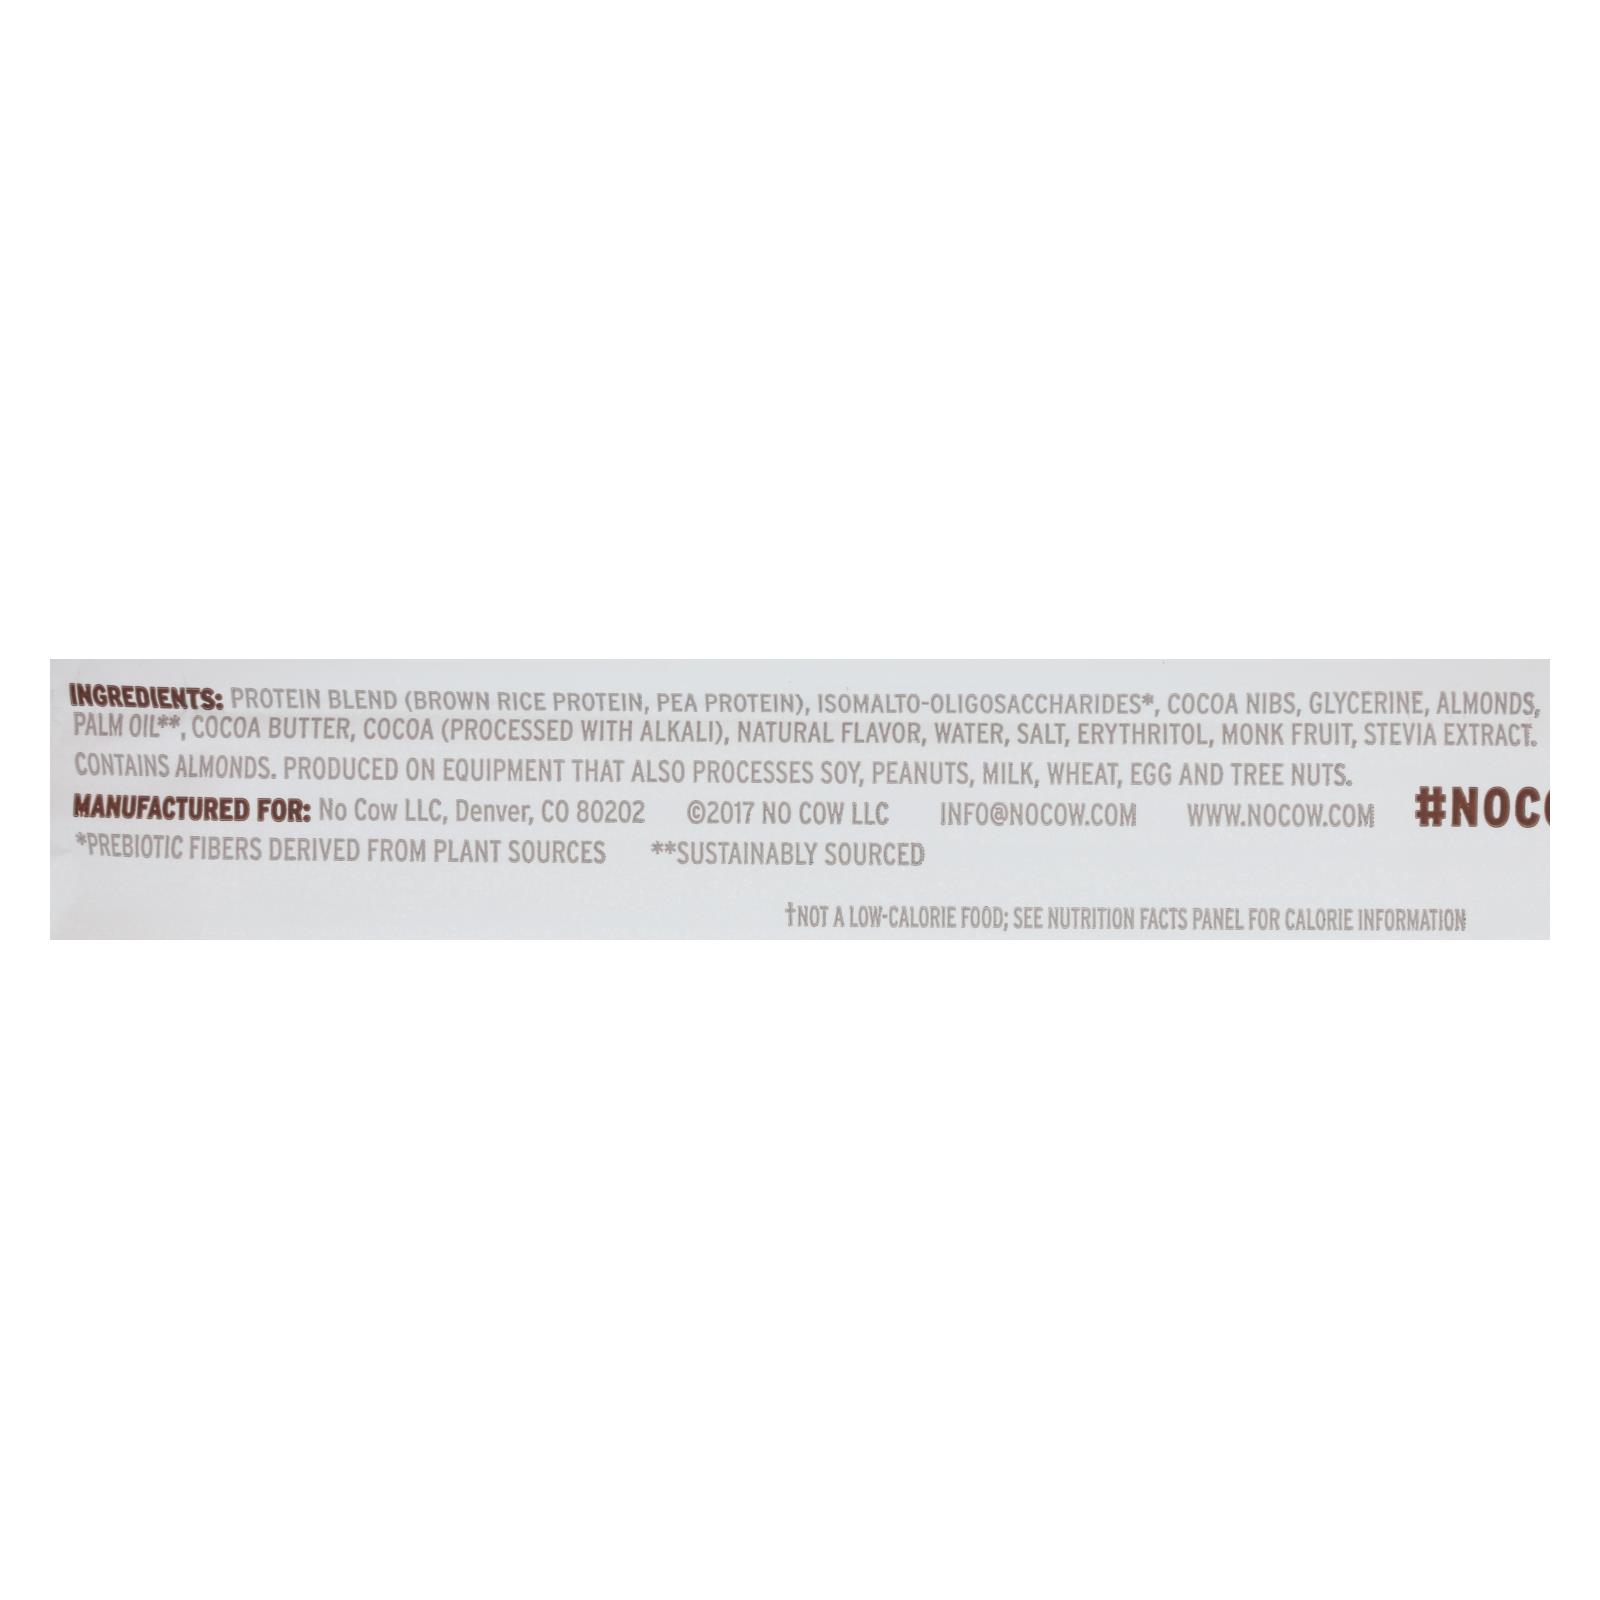 INGREDIENTS: PROTEIN BLEND (BROWN RICE PROTEIN, PEA PROTEIN), ISOMALTO-OLIGOSACCHARIDES*, COCOA NIBS, GLYCERINE, ALMONDS,
PALM OIL**, COCOA BUTTER, COCOA (PROCESSED WITH ALKALI), NATURAL FLAVOR, WATER, SALT, ERYTHRITOL, MONK FRUIT, STEVIA EXTRACT.
CONTAINS ALMONDS. PRODUCED ON EQUIPMENT THAT ALSO PROCESSES SOY, PEANUTS, MILK, WHEAT, EGG AND TREE NUTS.
MANUFACTURED FOR: No Cow LLC, Denver, CO 80202 ©2017 NO COW LLC INFO@NOCOW.COM WWW.NOCOW.COM #NOCO
*PREBIOTIC FIBERS DERIVED FROM PLANT SOURCES **SUSTAINABLY SOURCED
†NOT A LOW-CALORIE FOOD; SEE NUTRITION FACTS PANEL FOR CALORIE INFORMATION